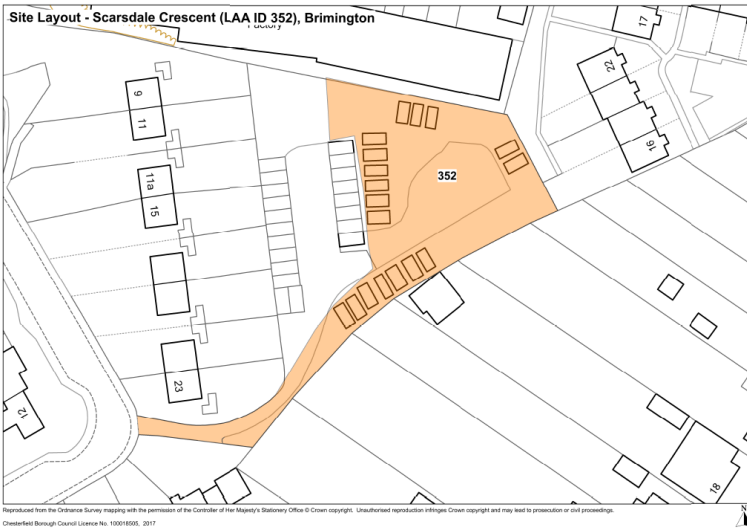 Site Layout - Scarsdale Crescent (LAA ID 352), Brimington
Factory
17
22
9
11
16
352
11a
15
23
12
18
N
Reproduced from the Ordnance Survey mapping with the permission of the Controller of Her Majesty's Stationery Office © Crown copyright. Unauthorised reproduction infringes Crown copyright and may lead to prosecution or civil proceedings.
Chesterfield Borough Council Licence No. 100018505, 2017